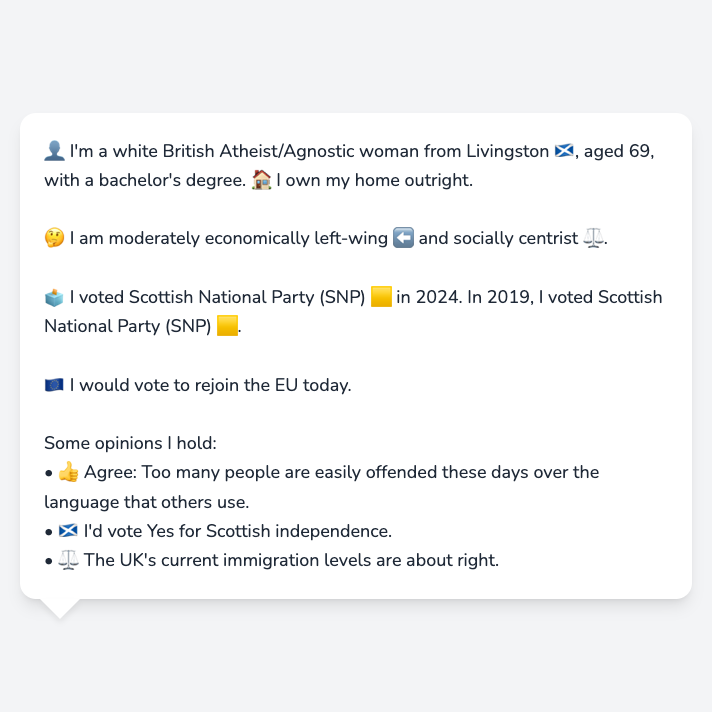 👤 I'm a white British Atheist/Agnostic woman from Livingston 🏴󠁧󠁢󠁳󠁣󠁴󠁿, aged 69,
with a bachelor's degree. 🏠 I own my home outright.
🤔 I am moderately economically left-wing ⬅️ and socially centrist ⚖️.
🗳️ I voted Scottish National Party (SNP) 🟨 in 2024. In 2019, I voted Scottish
National Party (SNP) 🟨.
🇪🇺 I would vote to rejoin the EU today.
Some opinions I hold:
• 👍 Agree: Too many people are easily offended these days over the
language that others use.
• 🏴󠁧󠁢󠁳󠁣󠁴󠁿 I'd vote Yes for Scottish independence.
• ⚖️ The UK's current immigration levels are about right.